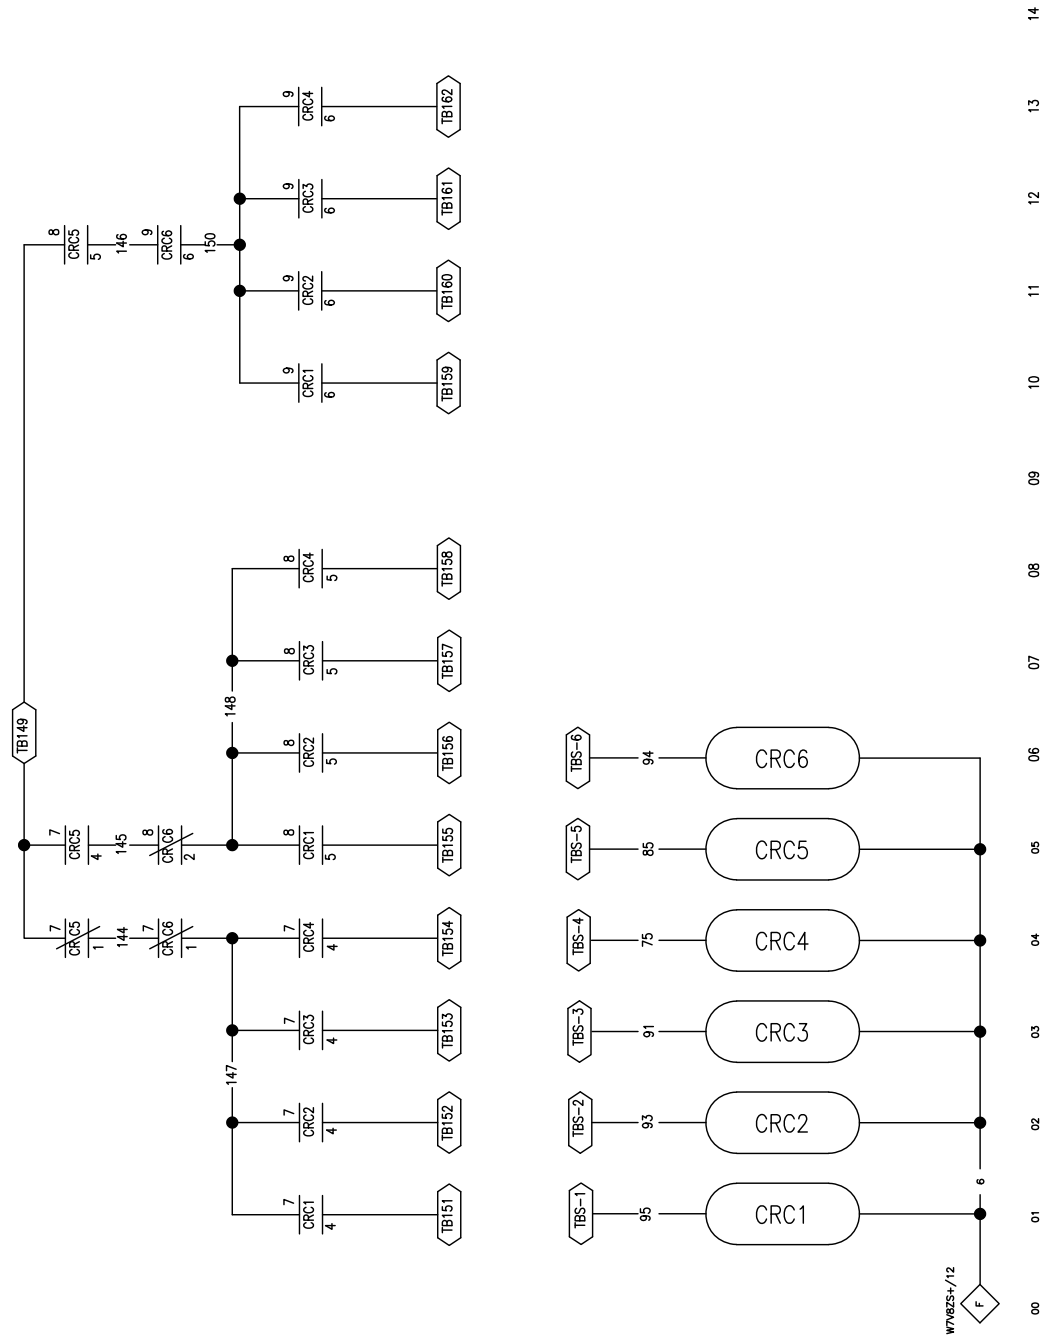 TB149
7 7 8
CRC5 CRC5 CRC5
1 4 5
144 145 146
7 8 9
CRC6 CRC6 CRC6
1 2 6
150
147 148
7 7 7 7 8 8 8 8 9 9 9 9
CRC1 CRC2 CRC3 CRC4 CRC1 CRC2 CRC3 CRC4 CRC1 CRC2 CRC3 CRC4
4 4 4 4 5 5 5 5 6 6 6 6
TB151 TB152 TB153 TB154 TB155 TB156 TB157 TB158 TB159 TB160 TB161 TB162
TBS-1 TBS-2 TBS-3 TBS-4 TBS-5 TBS-6
95 93 91 75 85 94
CRC1 CRC2 CRC3 CRC4 CRC5 CRC6
W7V8ZS+/12
F 6
00 01 02 03 04 05 06 07 08 09 10 11 12 13 14